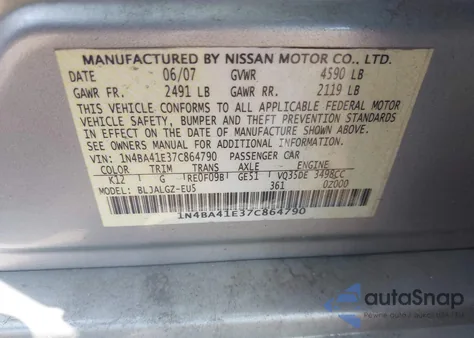 MANUFACTURED BY NISSAN MOTOR CO., LTD.
DATE 06/07 GVWR 4590 LB
GAWR FR. 2491 LB GAWR RR. 2119 LB
THIS VEHICLE CONFORMS TO ALL APPLICABLE FEDERAL MOTOR
VEHICLE SAFETY, BUMPER AND THEFT PREVENTION STANDARDS
IN EFFECT ON THE DATE OF MANUFACTURE SHOWN ABOVE.
SEE OWNERS MANUAL FOR ADDITIONAL INFORMATION
VIN: 1N4BA41E37C864790 PASSENGER CAR
COLOR TRIM TRANS AXLE ENGINE
K12 G RE0F09B GE51 VQ35DE 3498CC
MODEL BLJALGZ-EU5 361 0Z000
1N4BA41E37C864790
autoSnap